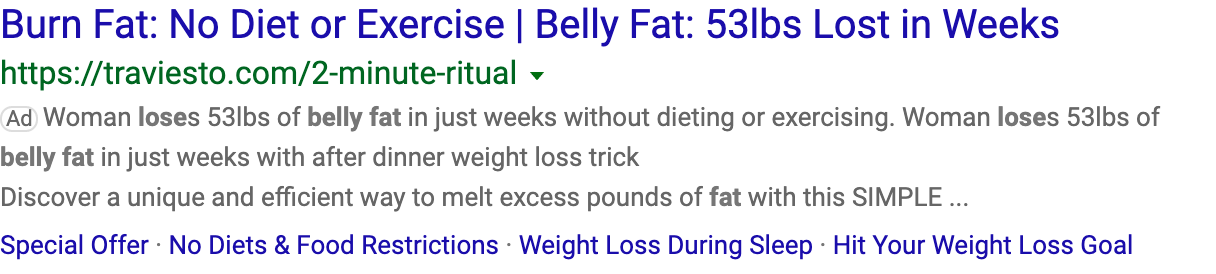 Burn Fat: No Diet or Exercise | Belly Fat: 53lbs Lost in Weeks
https://traviesto.com/2-minute-ritual
Ad Woman loses 53lbs of belly fat in just weeks without dieting or exercising. Woman loses 53lbs of
belly fat in just weeks with after dinner weight loss trick
Discover a unique and efficient way to melt excess pounds of fat with this SIMPLE ...
Special Offer · No Diets & Food Restrictions · Weight Loss During Sleep · Hit Your Weight Loss Goal